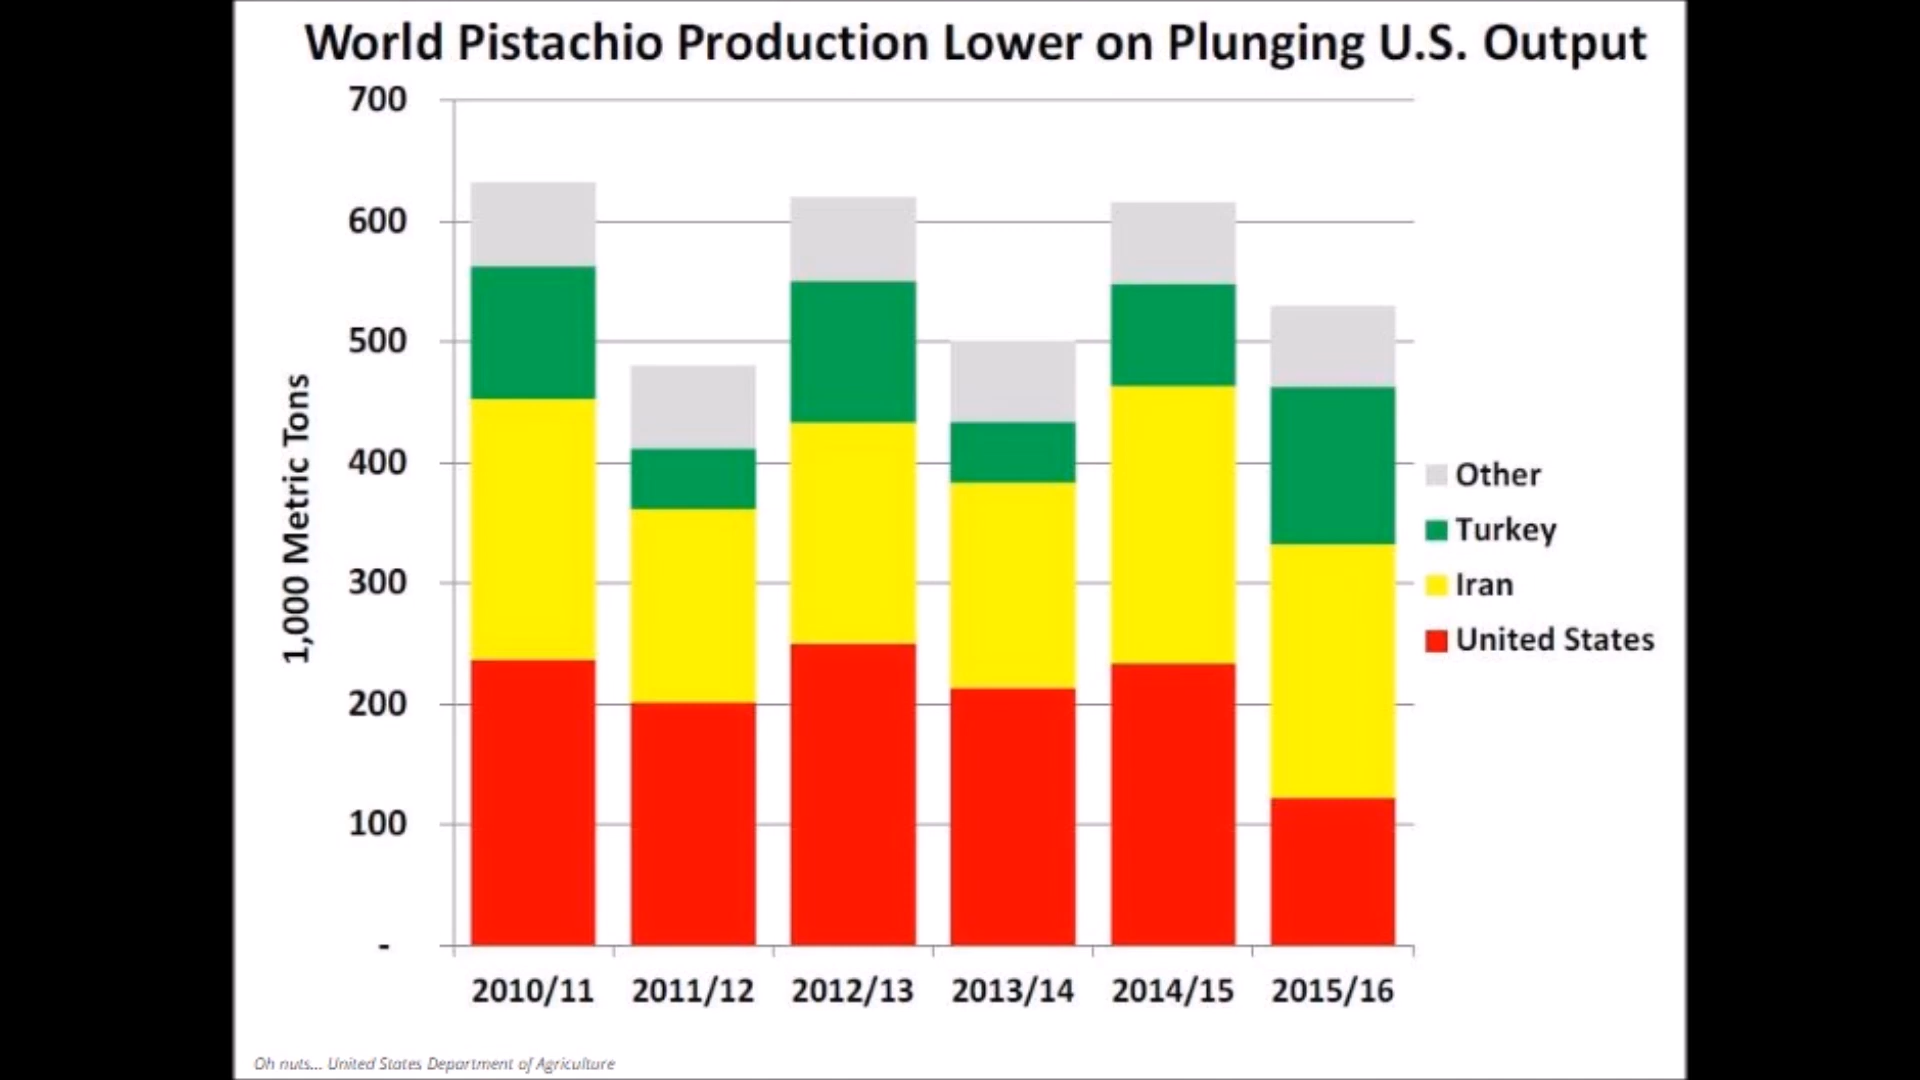 World Pistachio Production Lower on Plunging U.S. Output
700
600
500
400
300
200
100
-
1,000 Metric Tons
2010/11 2011/12 2012/13 2013/14 2014/15 2015/16
Other
Turkey
Iran
United States
Oh nuts... United States Department of Agriculture